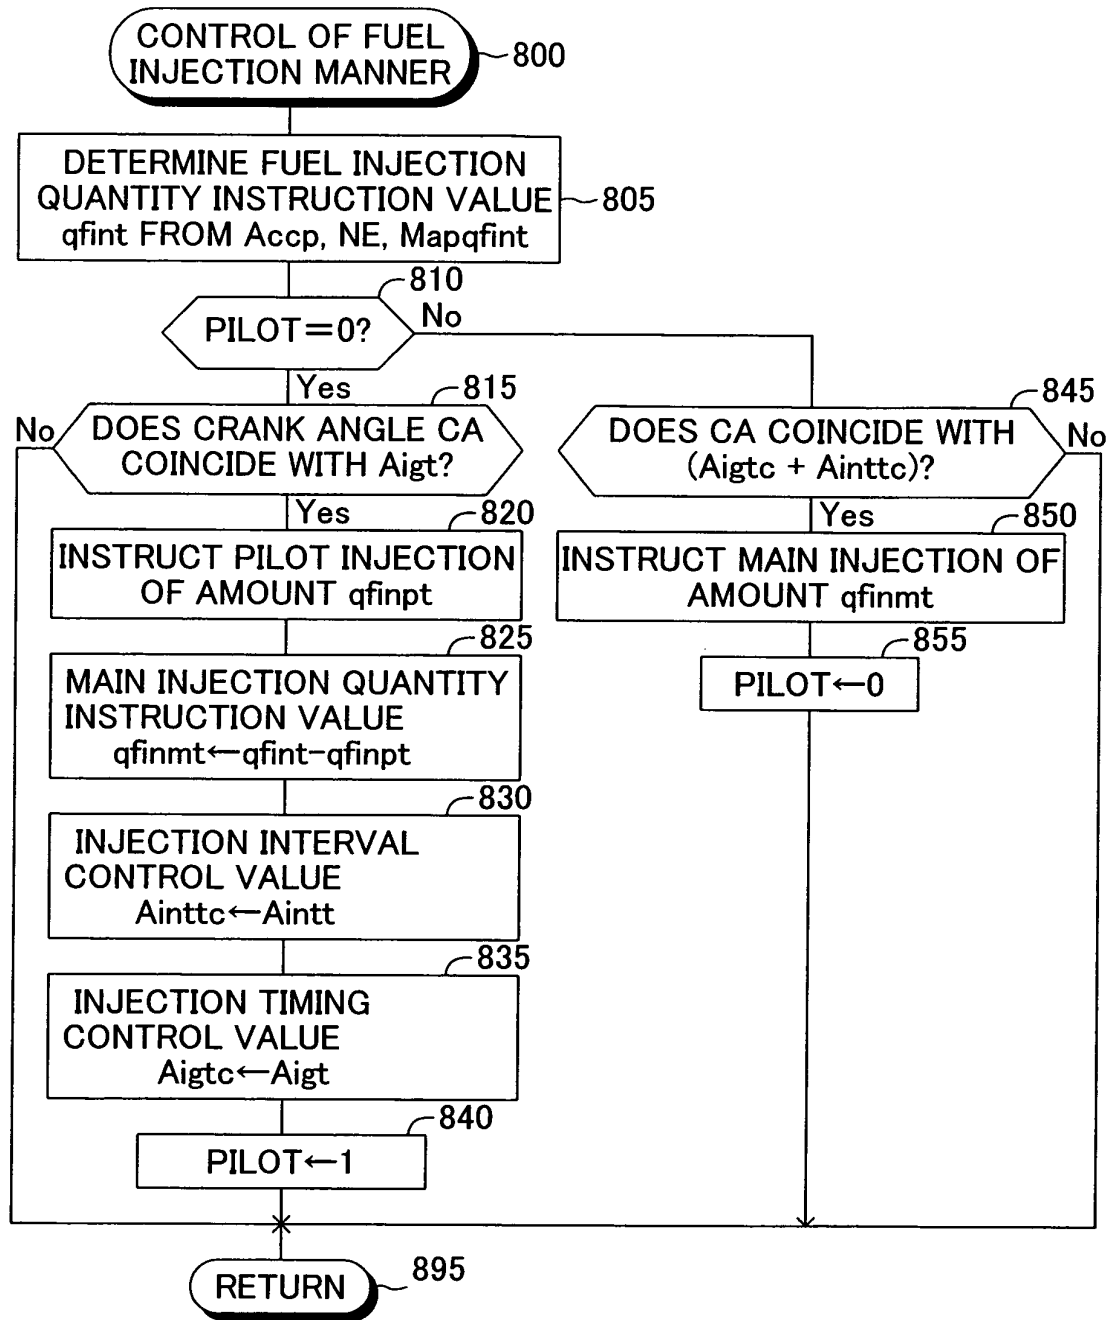 CONTROL OF FUEL
INJECTION MANNER
800
DETERMINE FUEL INJECTION
QUANTITY INSTRUCTION VALUE
qfint FROM Accp, NE, Mapqfint
805
810
PILOT=0?
No
Yes
815
No
DOES CRANK ANGLE CA
COINCIDE WITH Aigt?
Yes
820
INSTRUCT PILOT INJECTION
OF AMOUNT qfinpt
825
MAIN INJECTION QUANTITY
INSTRUCTION VALUE
qfinmt←qfint-qfinpt
830
INJECTION INTERVAL
CONTROL VALUE
Ainttc←Aintt
835
INJECTION TIMING
CONTROL VALUE
Aigtc←Aigt
840
PILOT←1
845
DOES CA COINCIDE WITH
(Aigtc + Ainttc)?
No
Yes
850
INSTRUCT MAIN INJECTION OF
AMOUNT qfinmt
855
PILOT←0
RETURN
895